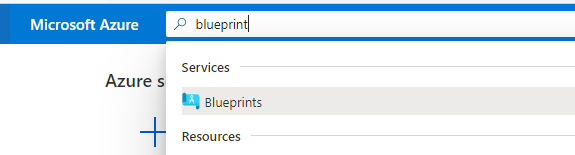 Microsoft Azure
blueprint
Services
Azure s
Blueprints
Resources